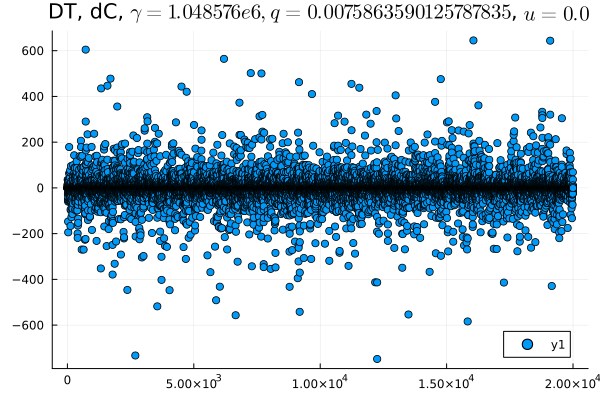 DT, dC, γ = 1.048576e6, q = 0.0075863590125787835, u = 0.0
600
400
200
0
−200
−400
−600
y1
0 5.00×10³ 1.00×10⁴ 1.50×10⁴ 2.00×10⁴